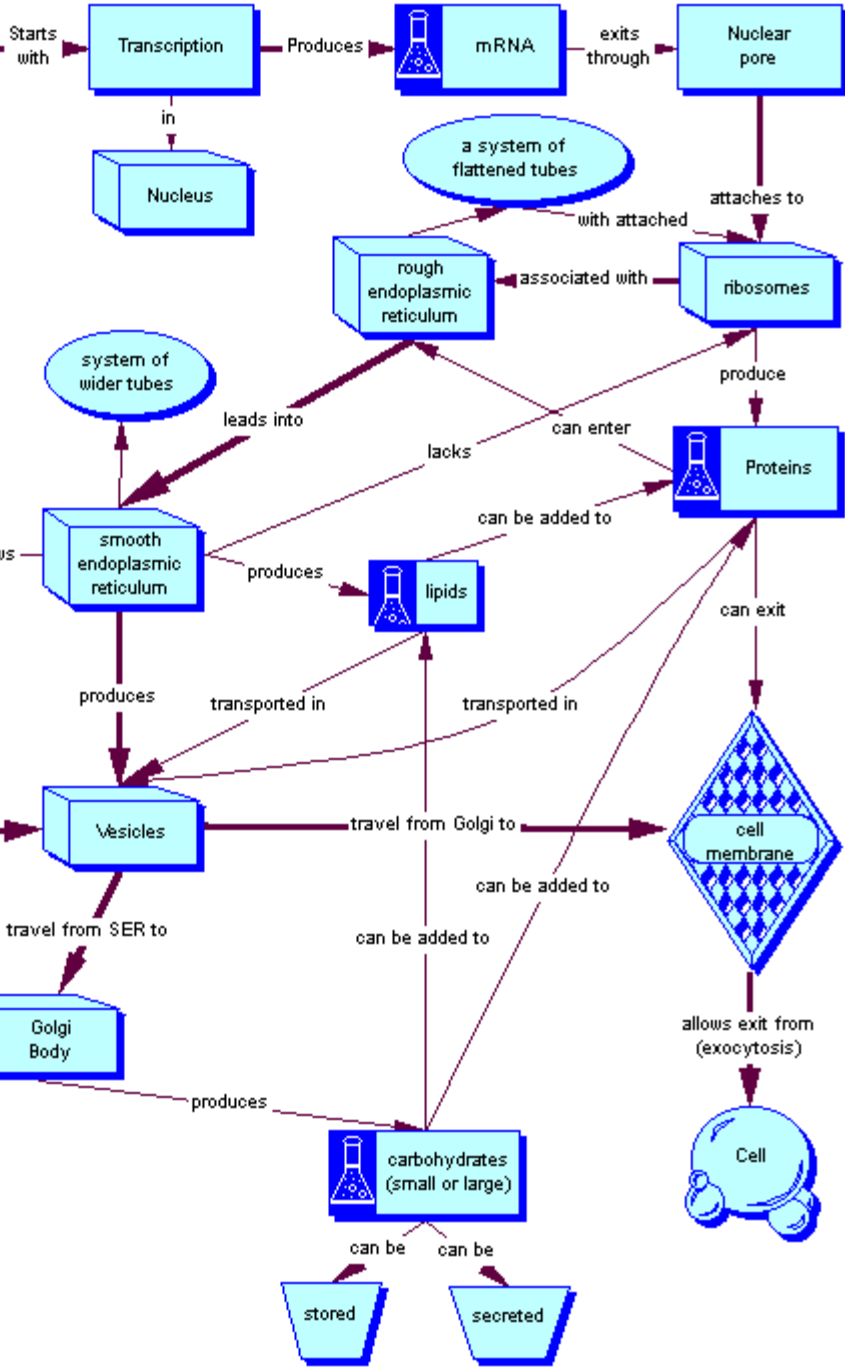 Starts
with
Transcription
Produces
mRNA
exits
through
Nuclear
pore
in
Nucleus
a system of
flattened tubes
attaches to
with attached
rough
endoplasmic
reticulum
associated with
ribosomes
system of
wider tubes
produce
leads into
can enter
lacks
Proteins
can be added to
smooth
endoplasmic
reticulum
produces
lipids
can exit
produces
transported in
transported in
Vesicles
travel from Golgi to
cell
membrane
can be added to
travel from SER to
can be added to
Golgi
Body
allows exit from
(exocytosis)
produces
carbohydrates
(small or large)
Cell
can be
can be
stored
secreted